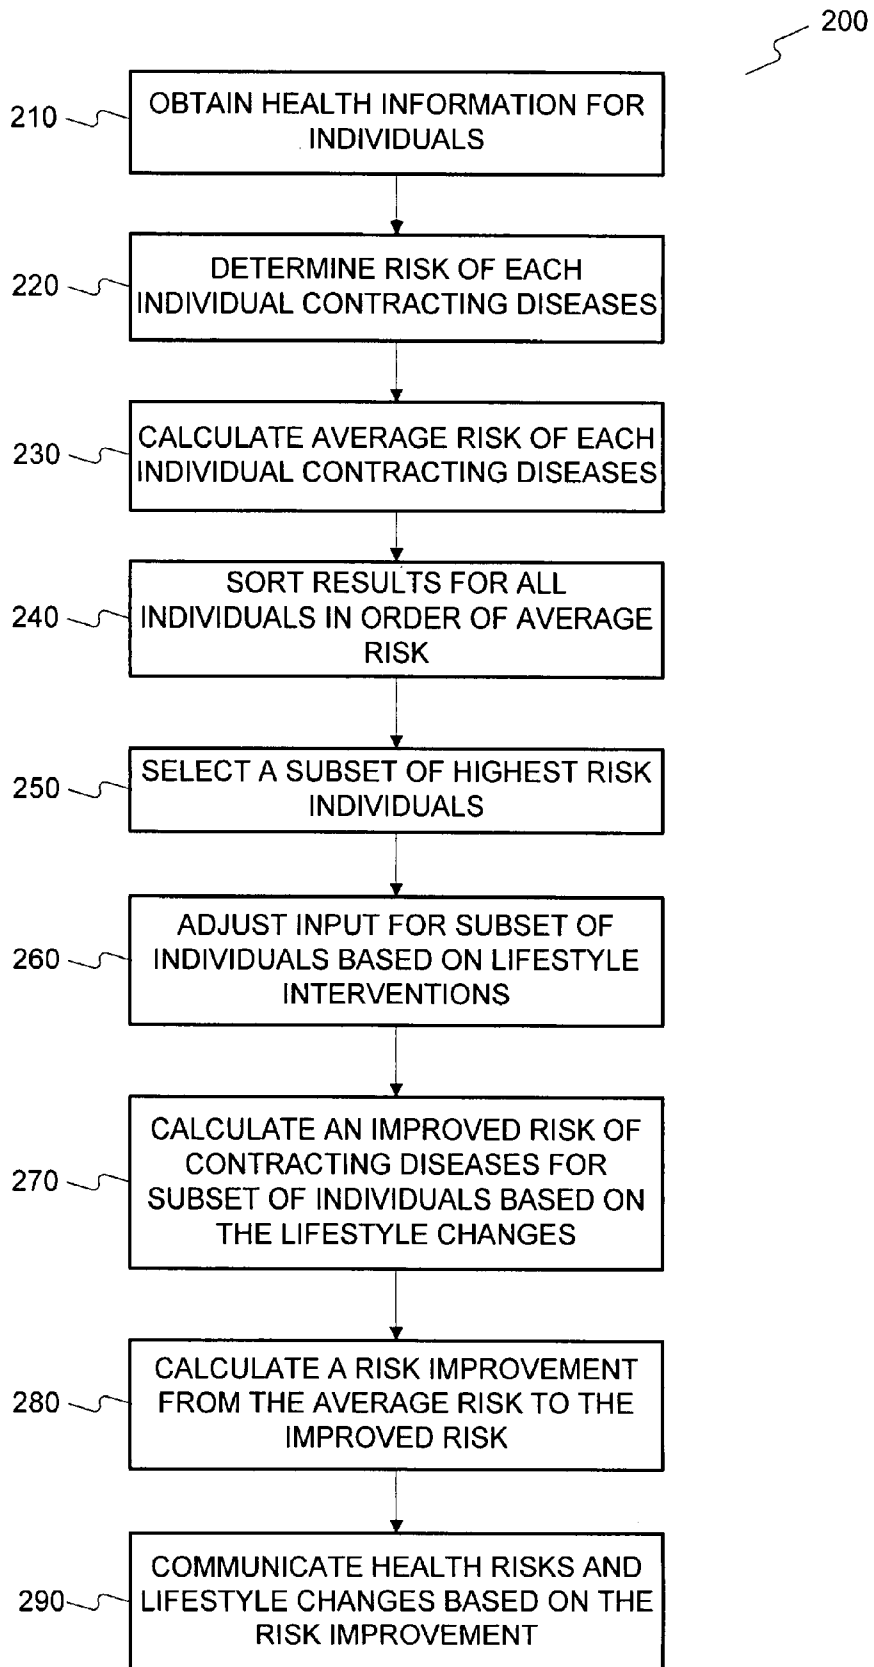 200
210
OBTAIN HEALTH INFORMATION FOR
INDIVIDUALS
220
DETERMINE RISK OF EACH
INDIVIDUAL CONTRACTING DISEASES
230
CALCULATE AVERAGE RISK OF EACH
INDIVIDUAL CONTRACTING DISEASES
240
SORT RESULTS FOR ALL
INDIVIDUALS IN ORDER OF AVERAGE
RISK
250
SELECT A SUBSET OF HIGHEST RISK
INDIVIDUALS
260
ADJUST INPUT FOR SUBSET OF
INDIVIDUALS BASED ON LIFESTYLE
INTERVENTIONS
270
CALCULATE AN IMPROVED RISK OF
CONTRACTING DISEASES FOR
SUBSET OF INDIVIDUALS BASED ON
THE LIFESTYLE CHANGES
280
CALCULATE A RISK IMPROVEMENT
FROM THE AVERAGE RISK TO THE
IMPROVED RISK
290
COMMUNICATE HEALTH RISKS AND
LIFESTYLE CHANGES BASED ON THE
RISK IMPROVEMENT